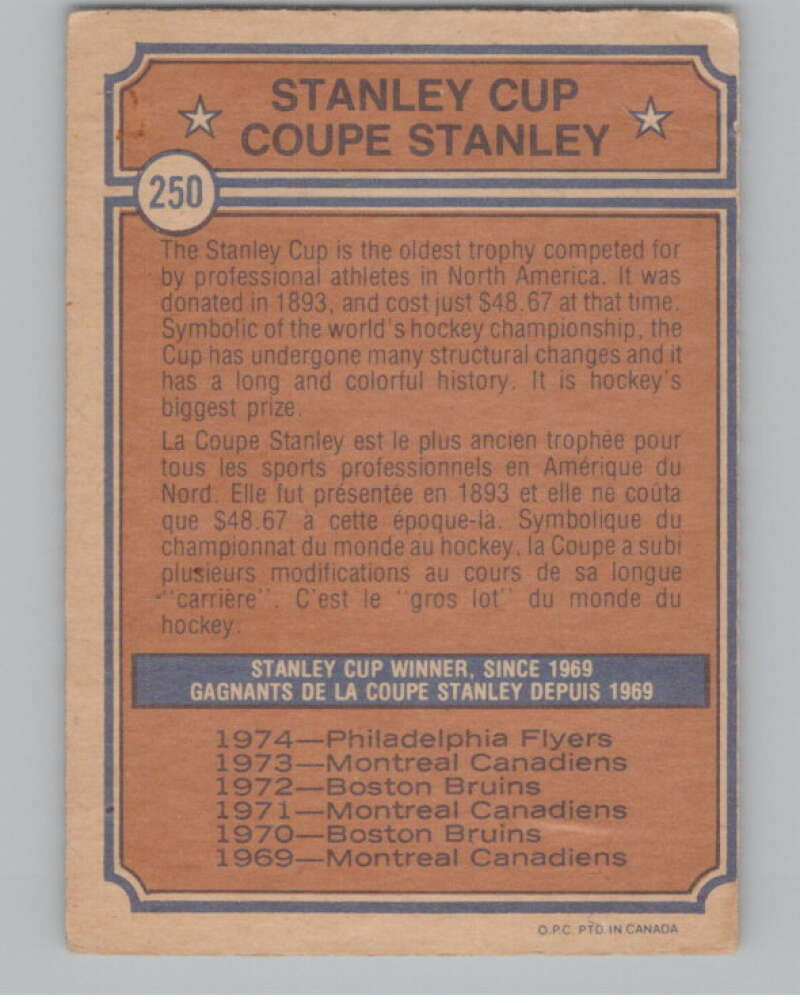 STANLEY CUP
COUPE STANLEY
250
The Stanley Cup is the oldest trophy competed for
by professional athletes in North America. It was
donated in 1893, and cost just $48.67 at that time.
Symbolic of the world's hockey championship, the
Cup has undergone many structural changes and it
has a long and colorful history. It is hockey's
biggest prize.
La Coupe Stanley est le plus ancien trophée pour
tous les sports professionnels en Amérique du
Nord. Elle fut présentée en 1893 et elle ne coûta
que $48.67 à cette époque-là. Symbolique du
championnat du monde au hockey, la Coupe a subi
plusieurs modifications au cours de sa longue
"carrière". C'est le "gros lot" du monde du
hockey.
STANLEY CUP WINNER, SINCE 1969
GAGNANTS DE LA COUPE STANLEY DEPUIS 1969
1974—Philadelphia Flyers
1973—Montreal Canadiens
1972—Boston Bruins
1971—Montreal Canadiens
1970—Boston Bruins
1969—Montreal Canadiens
O.P.C. PTD. IN CANADA